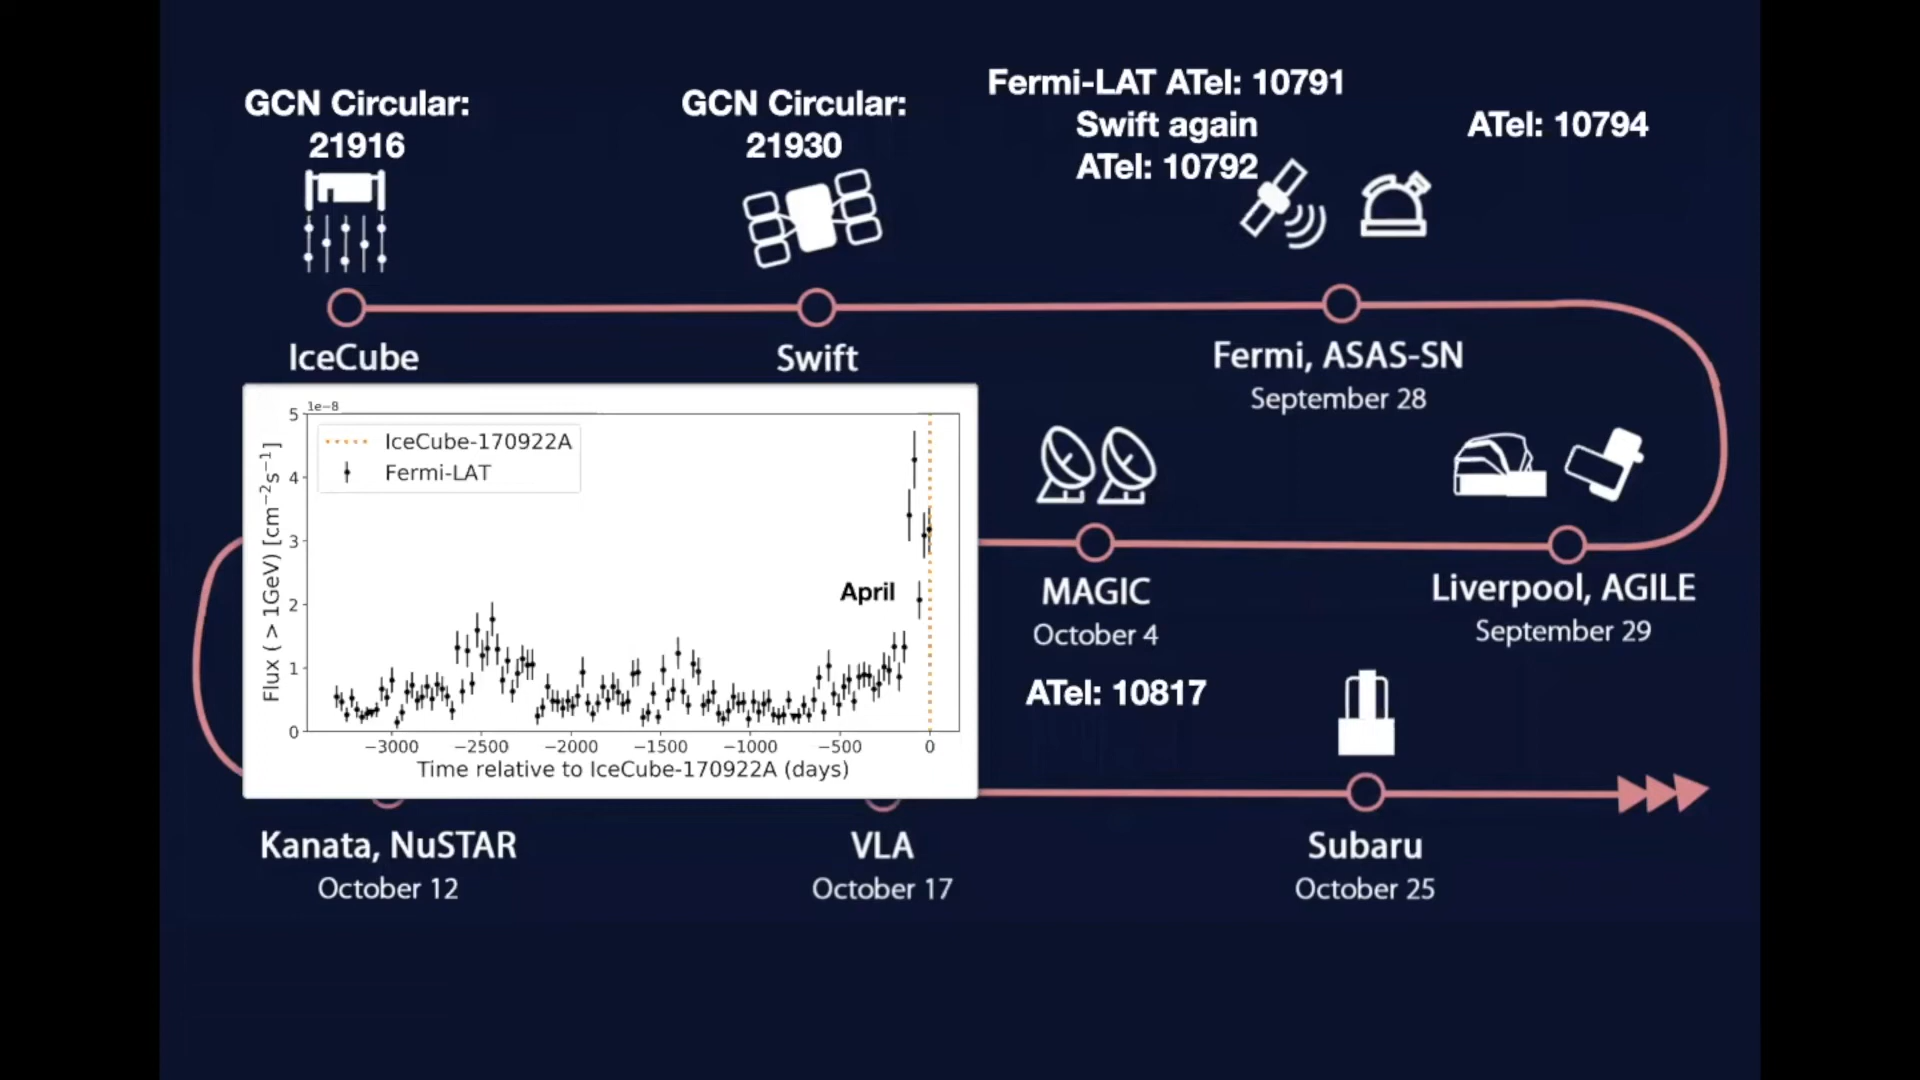 GCN Circular:
21916
GCN Circular:
21930
Fermi-LAT ATel: 10791
Swift again
ATel: 10792
ATel: 10794
IceCube
Swift
Fermi, ASAS-SN
September 28
1e−8
5
4
3
2
1
0
Flux ( > 1GeV) [cm⁻²s⁻¹]
IceCube-170922A
Fermi-LAT
April
−3000 −2500 −2000 −1500 −1000 −500 0
Time relative to IceCube-170922A (days)
MAGIC
October 4
ATel: 10817
Liverpool, AGILE
September 29
Kanata, NuSTAR
October 12
VLA
October 17
Subaru
October 25